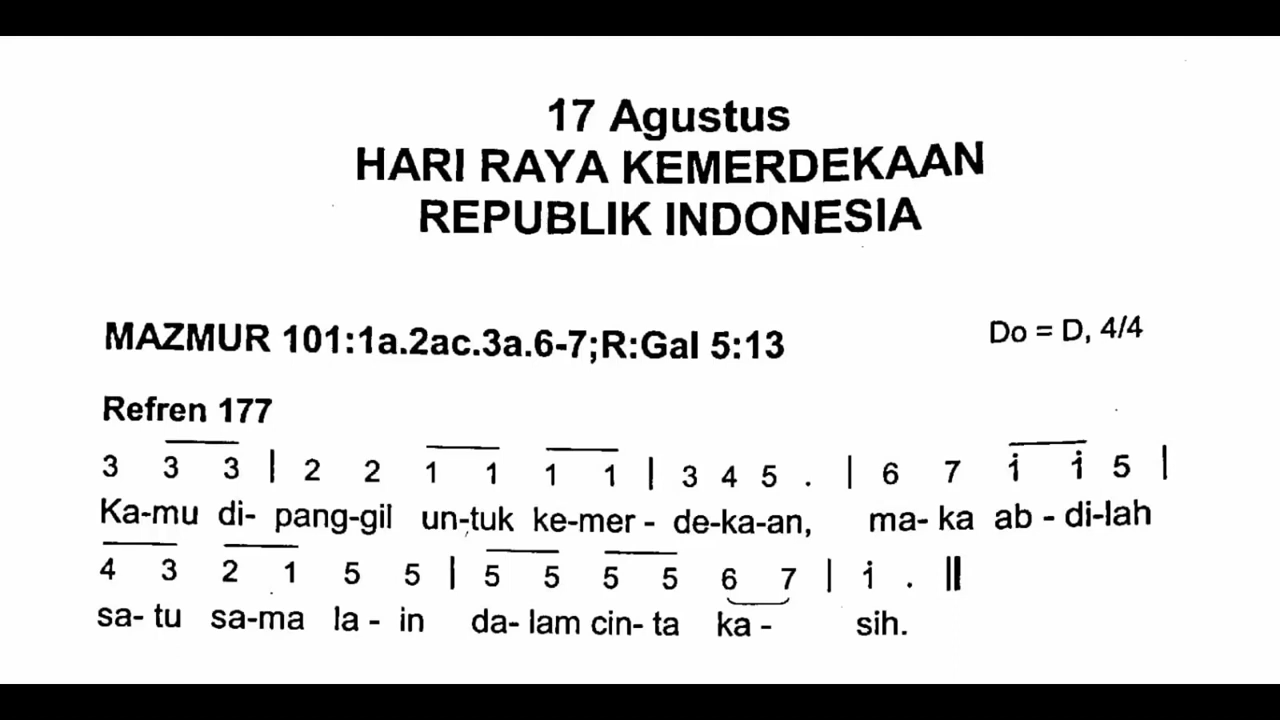 17 Agustus
HARI RAYA KEMERDEKAAN
REPUBLIK INDONESIA
MAZMUR 101:1a.2ac.3a.6-7;R:Gal 5:13
Do = D, 4/4
Refren 177
3 3 3 | 2 2 1 1 1 1 | 3 4 5 . | 6 7 i i 5 |
Ka-mu di- pang-gil un-tuk ke-mer - de-ka-an, ma- ka ab - di-lah
4 3 2 1 5 5 | 5 5 5 5 6 7 | i . ||
sa- tu sa-ma la - in da- lam cin- ta ka - sih.